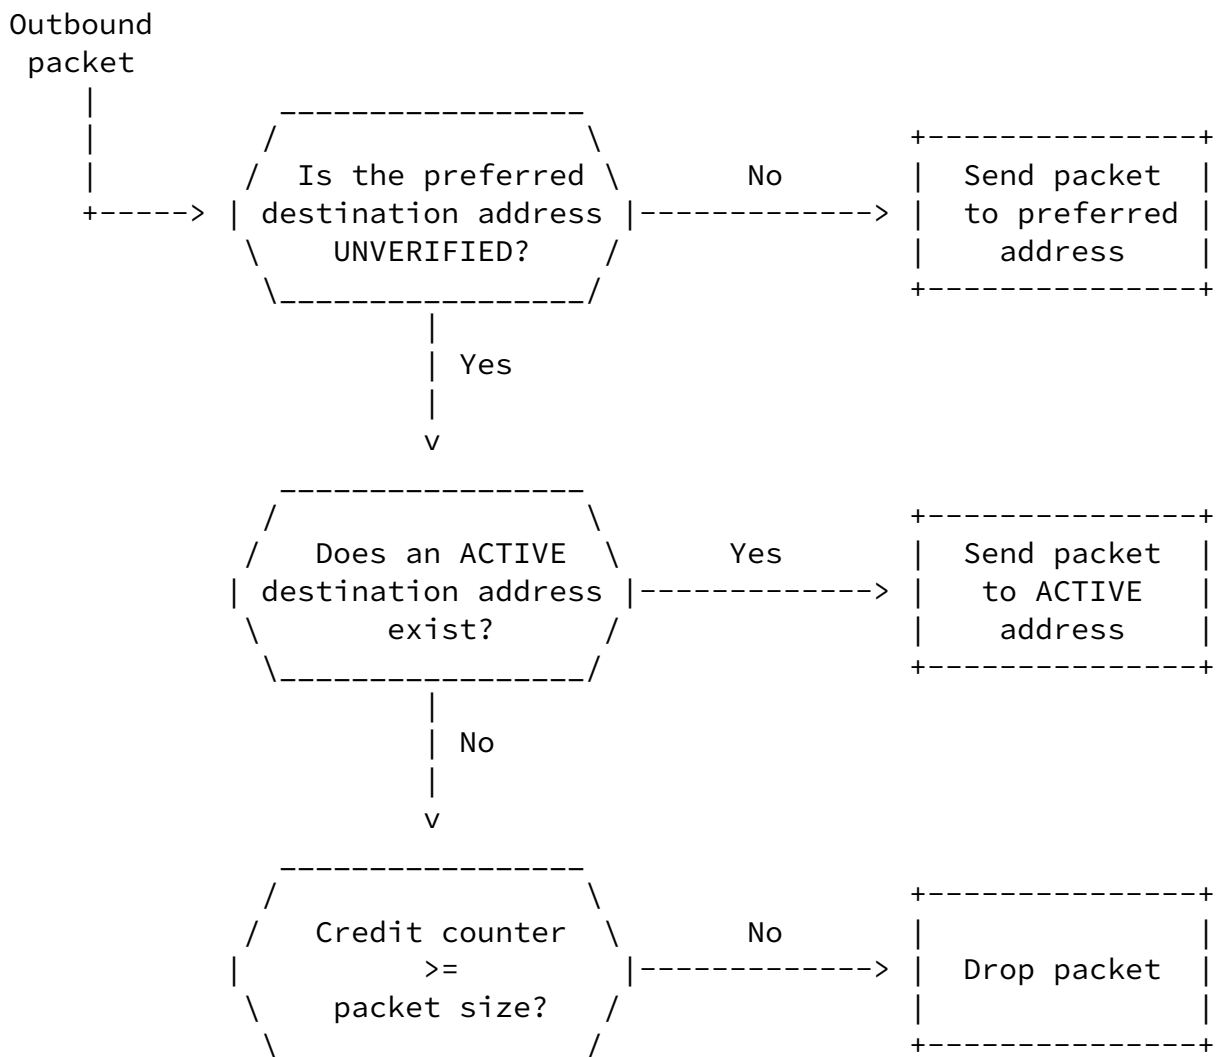 Outbound
packet
Is the preferred
destination address
UNVERIFIED?
No
Send packet
to preferred
address
Yes
Does an ACTIVE
destination address
exist?
Yes
Send packet
to ACTIVE
address
No
Credit counter
>=
packet size?
No
Drop packet